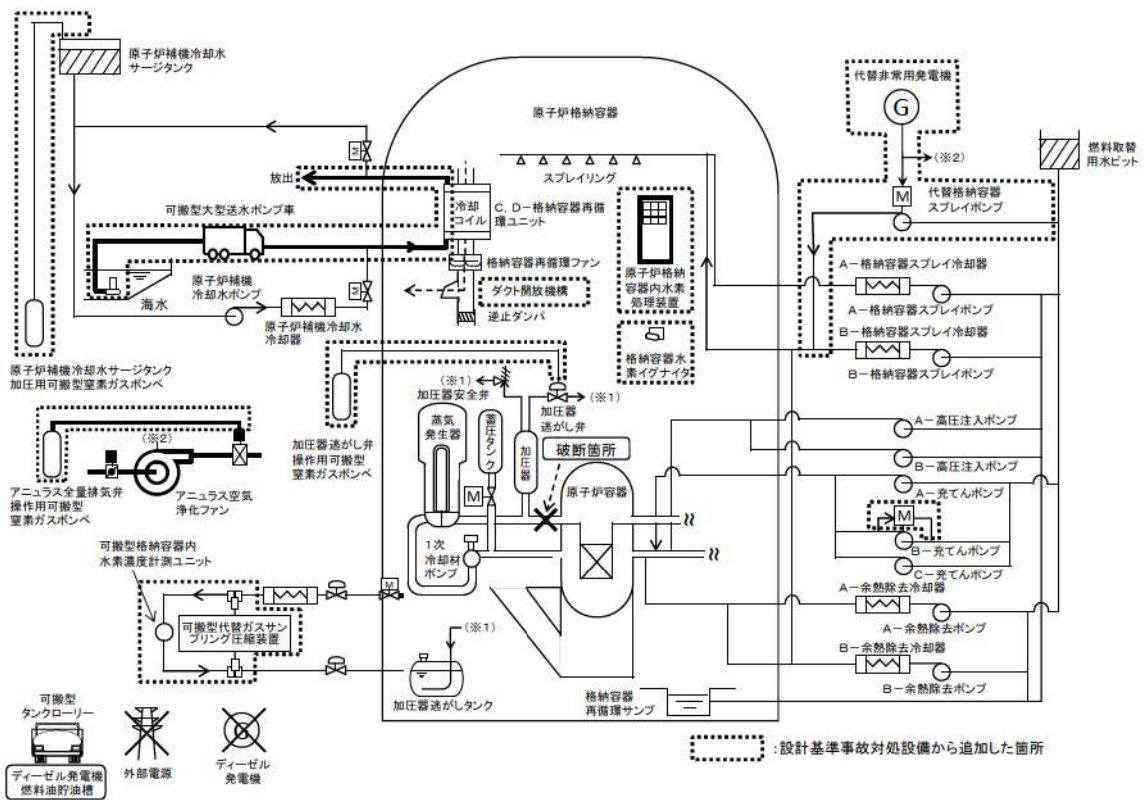 原子炉補機冷却水
サージタンク
原子炉格納容器
代替非常用発電機
G
(※2)
燃料取替
用水ピット
M
放出
スプレイリング
M
代替格納容器
スプレイポンプ
可搬型大型送水ポンプ車
冷却
コイル
C,D-格納容器再循
環ユニット
格納容器再循環ファン
原子炉格納
容器内水素
処理装置
A-格納容器スプレイ冷却器
原子炉補機
冷却水ポンプ
M
ダクト開放機構
海水
A-格納容器スプレイポンプ
原子炉補機冷却水
冷却器
逆止ダンパ
B-格納容器スプレイ冷却器
格納容器水
素イグナイタ
B-格納容器スプレイポンプ
原子炉補機冷却水サージタンク
加圧用可搬型窒素ガスボンベ
(※1)
(※1)
加圧器安全弁
加圧器
逃がし弁
蒸気
発生器
蓄圧タンク
加圧器
破断箇所
A-高圧注入ポンプ
加圧器逃がし弁
操作用可搬型
窒素ガスボンベ
(※2)
B-高圧注入ポンプ
原子炉容器
M
A-充てんポンプ
アニュラス全量排気弁
操作用可搬型
窒素ガスボンベ
アニュラス空気
浄化ファン
M
B-充てんポンプ
可搬型格納容器内
水素濃度計測ユニット
1次
冷却材
ポンプ
C-充てんポンプ
M
A-余熱除去冷却器
可搬型代替ガスサン
プリング圧縮装置
(※1)
A-余熱除去ポンプ
B-余熱除去冷却器
B-余熱除去ポンプ
加圧器逃がしタンク
格納容器
再循環サンプ
可搬型
タンクローリー
ディーゼル発電機
燃料油貯油槽
外部電源
ディーゼル
発電機
:設計基準事故対処設備から追加した箇所